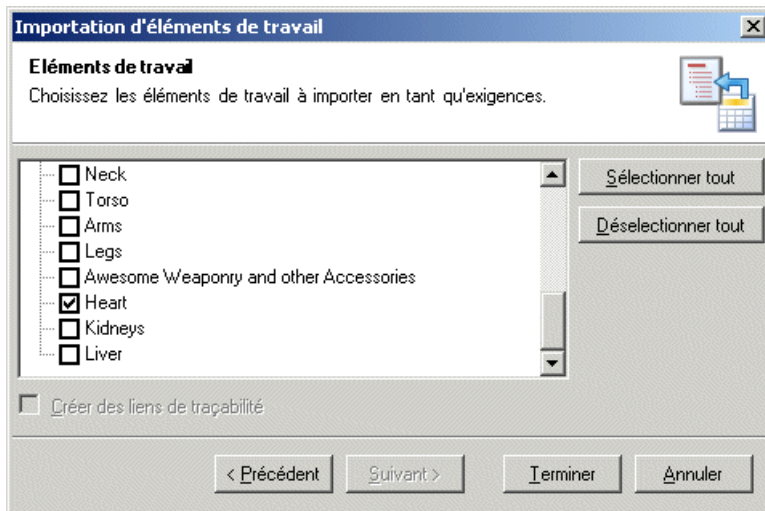 Importation d'éléments de travail
Eléments de travail
Choisissez les éléments de travail à importer en tant qu'exigences.
Neck
Torso
Arms
Legs
Awesome Weaponry and other Accessories
Heart
Kidneys
Liver
Sélectionner tout
Déselectionner tout
Créer des liens de traçabilité
< Précédent
Suivant >
Terminer
Annuler